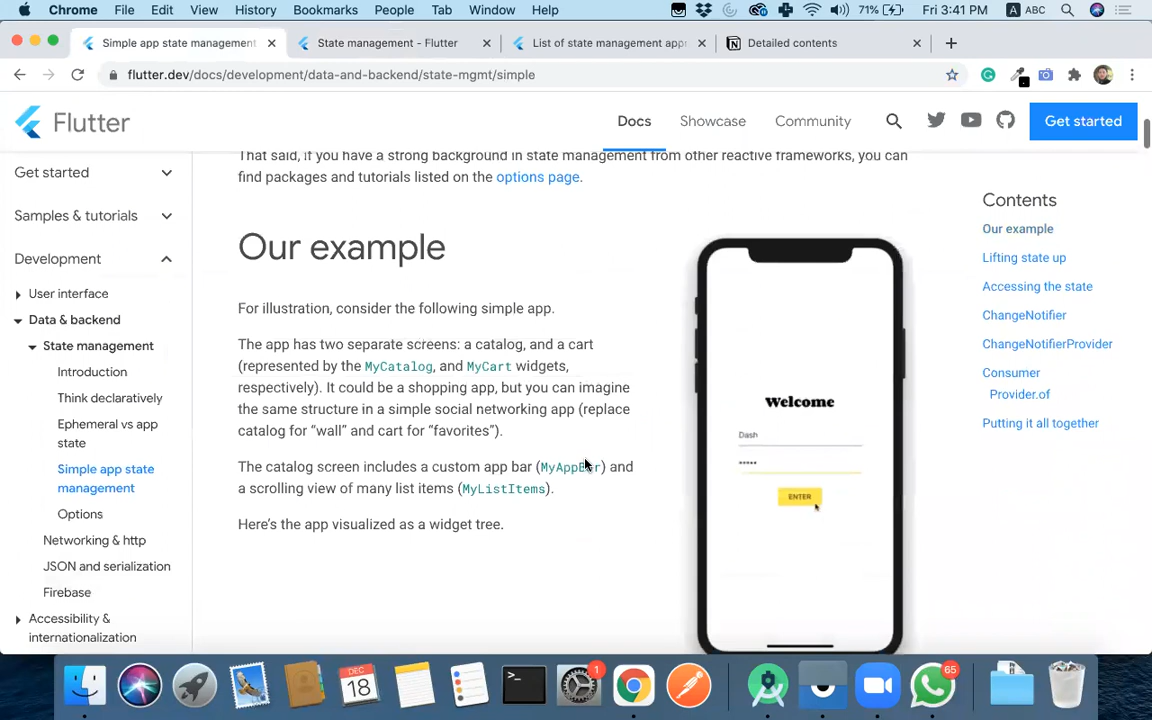 Chrome File Edit View History Bookmarks People Tab Window Help 71% Fri 3:41 PM A ABC
Simple app state management State management - Flutter List of state management app Detailed contents
flutter.dev/docs/development/data-and-backend/state-mgmt/simple
Flutter Docs Showcase Community Get started
Get started
Samples & tutorials
Development
User interface
Data & backend
State management
Introduction
Think declaratively
Ephemeral vs app
state
Simple app state
management
Options
Networking & http
JSON and serialization
Firebase
Accessibility &
internationalization
That said, if you have a strong background in state management from other reactive frameworks, you can
find packages and tutorials listed on the options page.
Our example
For illustration, consider the following simple app.
The app has two separate screens: a catalog, and a cart
(represented by the MyCatalog, and MyCart widgets,
respectively). It could be a shopping app, but you can imagine
the same structure in a simple social networking app (replace
catalog for “wall” and cart for “favorites”).
The catalog screen includes a custom app bar (MyAppBar) and
a scrolling view of many list items (MyListItems).
Here’s the app visualized as a widget tree.
Welcome
Dash
*****
ENTER
Contents
Our example
Lifting state up
Accessing the state
ChangeNotifier
ChangeNotifierProvider
Consumer
Provider.of
Putting it all together
DEC
18
>_
1
65